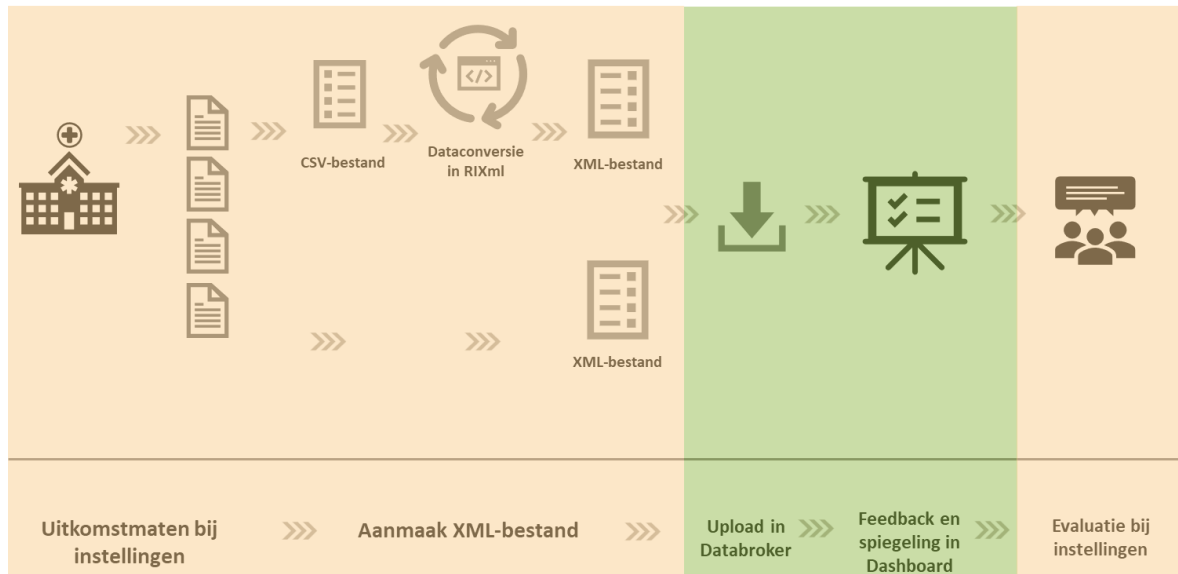 CSV-bestand
Dataconversie
in RIXml
XML-bestand
XML-bestand
Uitkomstmaten bij
instellingen
Aanmaak XML-bestand
Upload in
Databroker
Feedback en
spiegeling in
Dashboard
Evaluatie bij
instellingen